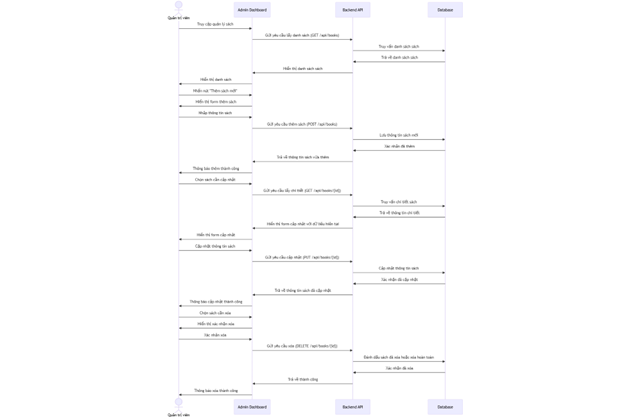 Quản trị viên
Admin Dashboard
Backend API
Database
Truy cập quản lý sách
Gửi yêu cầu lấy danh sách (GET /api/books)
Truy vấn danh sách sách
Trả về danh sách sách
Hiển thị danh sách sách
Hiển thị danh sách
Nhấn nút "Thêm sách mới"
Hiển thị form thêm sách
Nhập thông tin sách
Gửi yêu cầu thêm sách (POST /api/books)
Lưu thông tin sách mới
Xác nhận đã thêm
Trả về thông tin sách vừa thêm
Thông báo thêm thành công
Chọn sách cần cập nhật
Gửi yêu cầu lấy chi tiết (GET /api/books/{id})
Truy vấn chi tiết sách
Trả về thông tin chi tiết
Hiển thị form cập nhật với dữ liệu hiện tại
Hiển thị form cập nhật
Cập nhật thông tin sách
Gửi yêu cầu cập nhật (PUT /api/books/{id})
Cập nhật thông tin sách
Xác nhận đã cập nhật
Trả về thông tin sách đã cập nhật
Thông báo cập nhật thành công
Chọn sách cần xóa
Hiển thị xác nhận xóa
Xác nhận xóa
Gửi yêu cầu xóa (DELETE /api/books/{id})
Đánh dấu sách đã xóa hoặc xóa hoàn toàn
Xác nhận đã xóa
Trả về thành công
Thông báo xóa thành công
Quản trị viên
Admin Dashboard
Backend API
Database